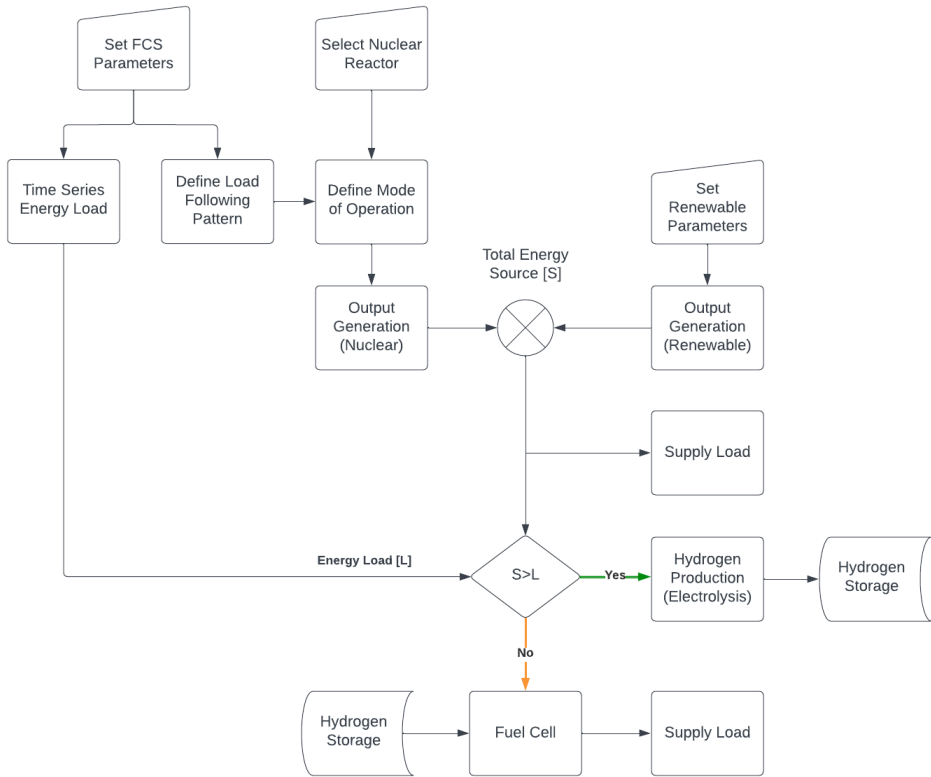 Set FCS
Parameters
Select Nuclear
Reactor
Time Series
Energy Load
Define Load
Following
Pattern
Define Mode
of Operation
Set
Renewable
Parameters
Total Energy
Source [S]
Output
Generation
(Nuclear)
Output
Generation
(Renewable)
Supply Load
Energy Load [L]
S>L
Yes
Hydrogen
Production
(Electrolysis)
Hydrogen
Storage
No
Hydrogen
Storage
Fuel Cell
Supply Load